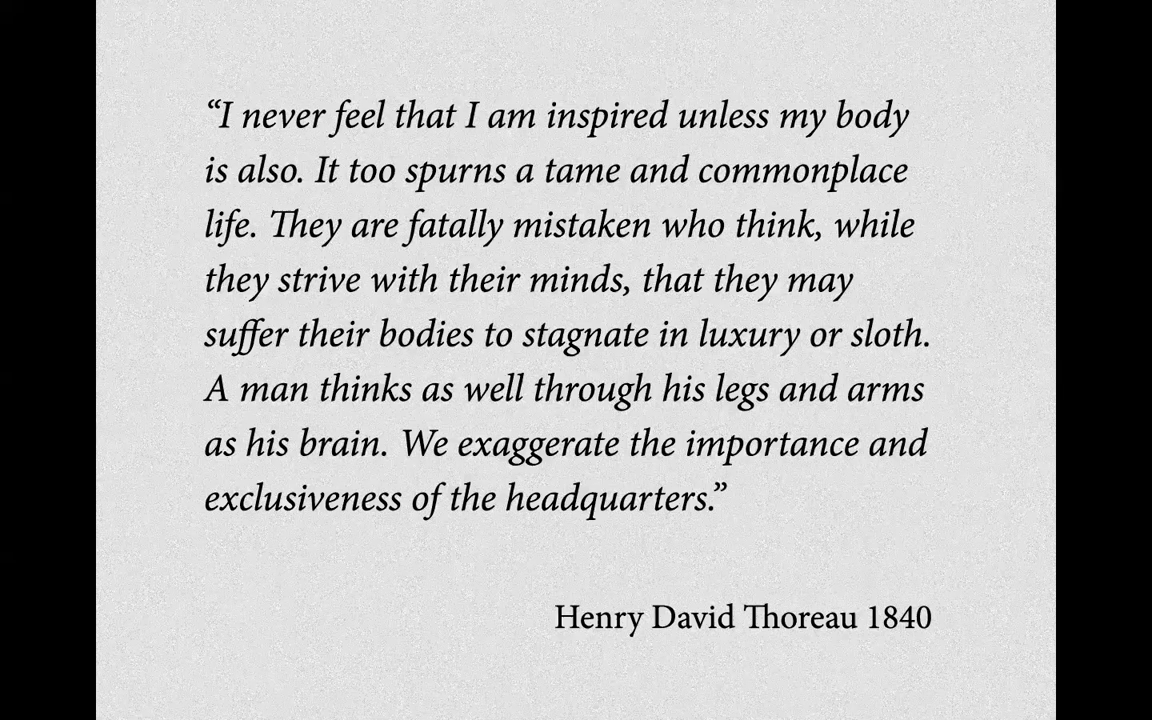 “I never feel that I am inspired unless my body
is also. It too spurns a tame and commonplace
life. They are fatally mistaken who think, while
they strive with their minds, that they may
suffer their bodies to stagnate in luxury or sloth.
A man thinks as well through his legs and arms
as his brain. We exaggerate the importance and
exclusiveness of the headquarters.”
Henry David Thoreau 1840